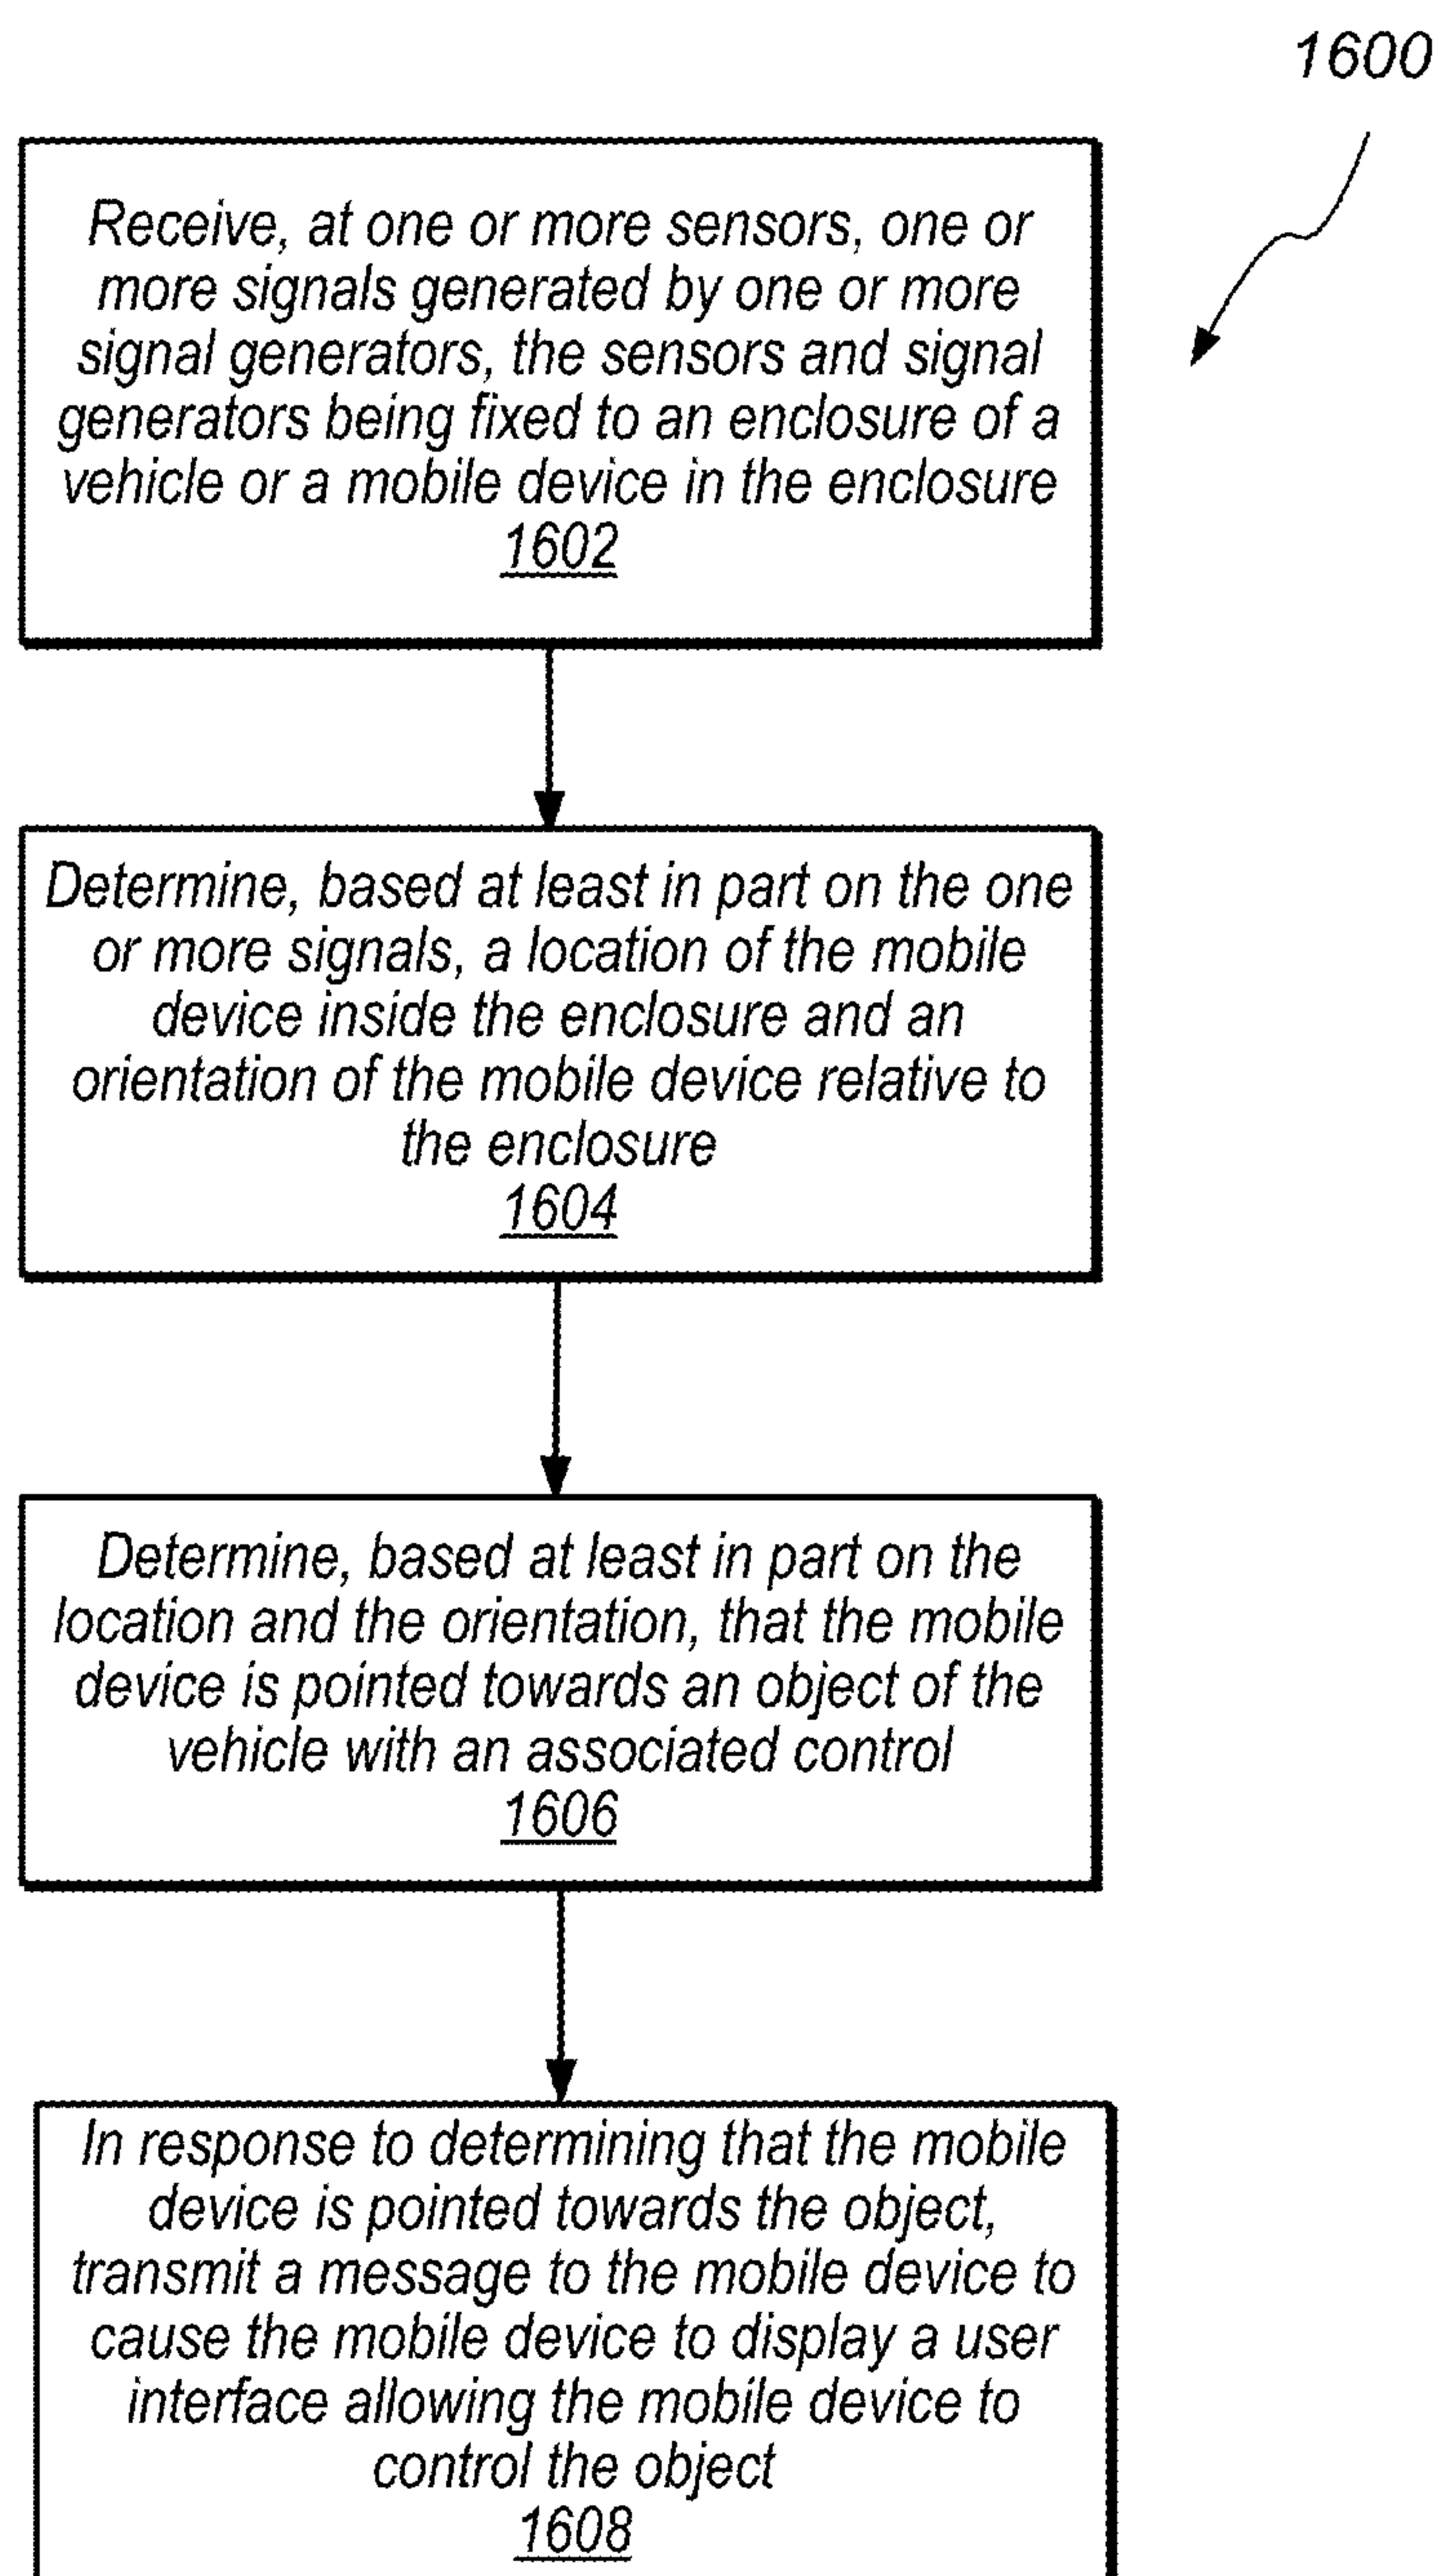 1600
Receive, at one or more sensors, one or
more signals generated by one or more
signal generators, the sensors and signal
generators being fixed to an enclosure of a
vehicle or a mobile device in the enclosure
1602
Determine, based at least in part on the one
or more signals, a location of the mobile
device inside the enclosure and an
orientation of the mobile device relative to
the enclosure
1604
Determine, based at least in part on the
location and the orientation, that the mobile
device is pointed towards an object of the
vehicle with an associated control
1606
In response to determining that the mobile
device is pointed towards the object,
transmit a message to the mobile device to
cause the mobile device to display a user
interface allowing the mobile device to
control the object
1608